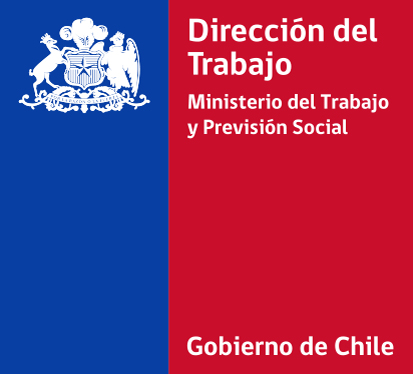 Dirección del
Trabajo
Ministerio del Trabajo
y Previsión Social
Gobierno de Chile